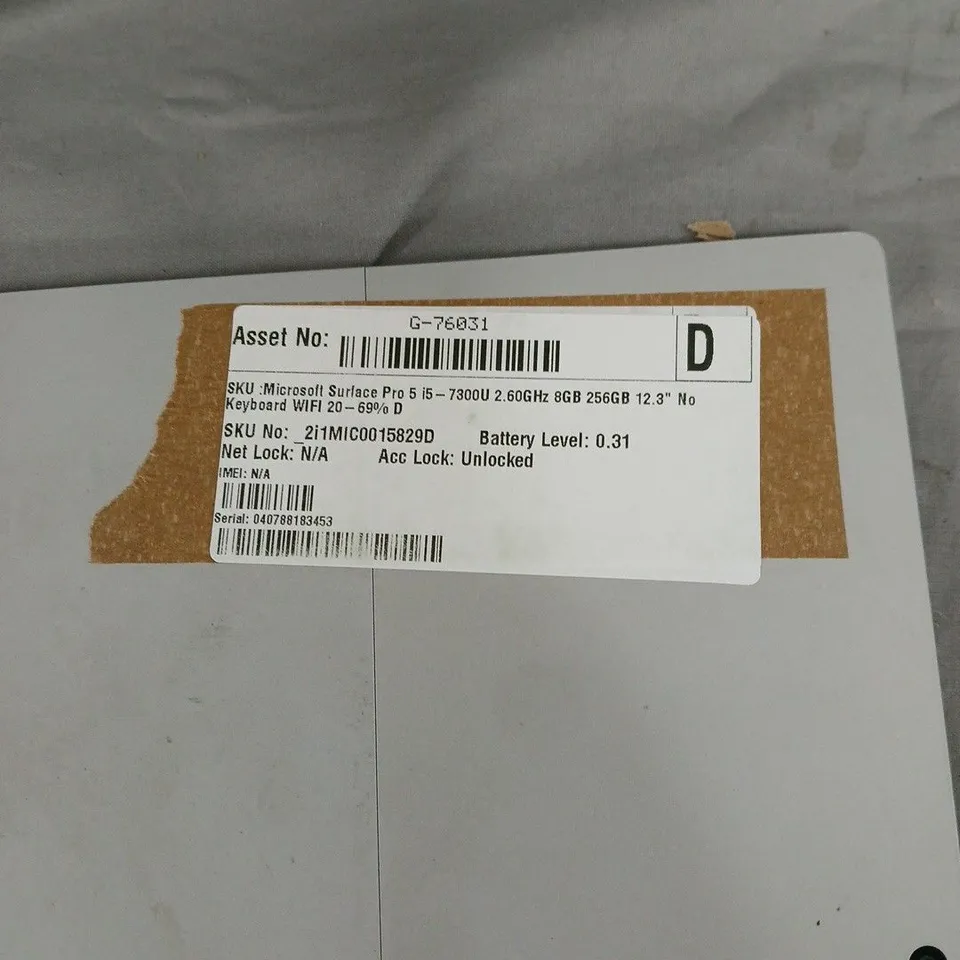 G-76031
Asset No:
D
SKU :Microsoft Surface Pro 5 i5-7300U 2.60GHz 8GB 256GB 12.3" No
Keyboard WIFI 20-69% D
SKU No: _2i1MIC0015829D Battery Level: 0.31
Net Lock: N/A Acc Lock: Unlocked
IMEI: N/A
Serial: 040788183453